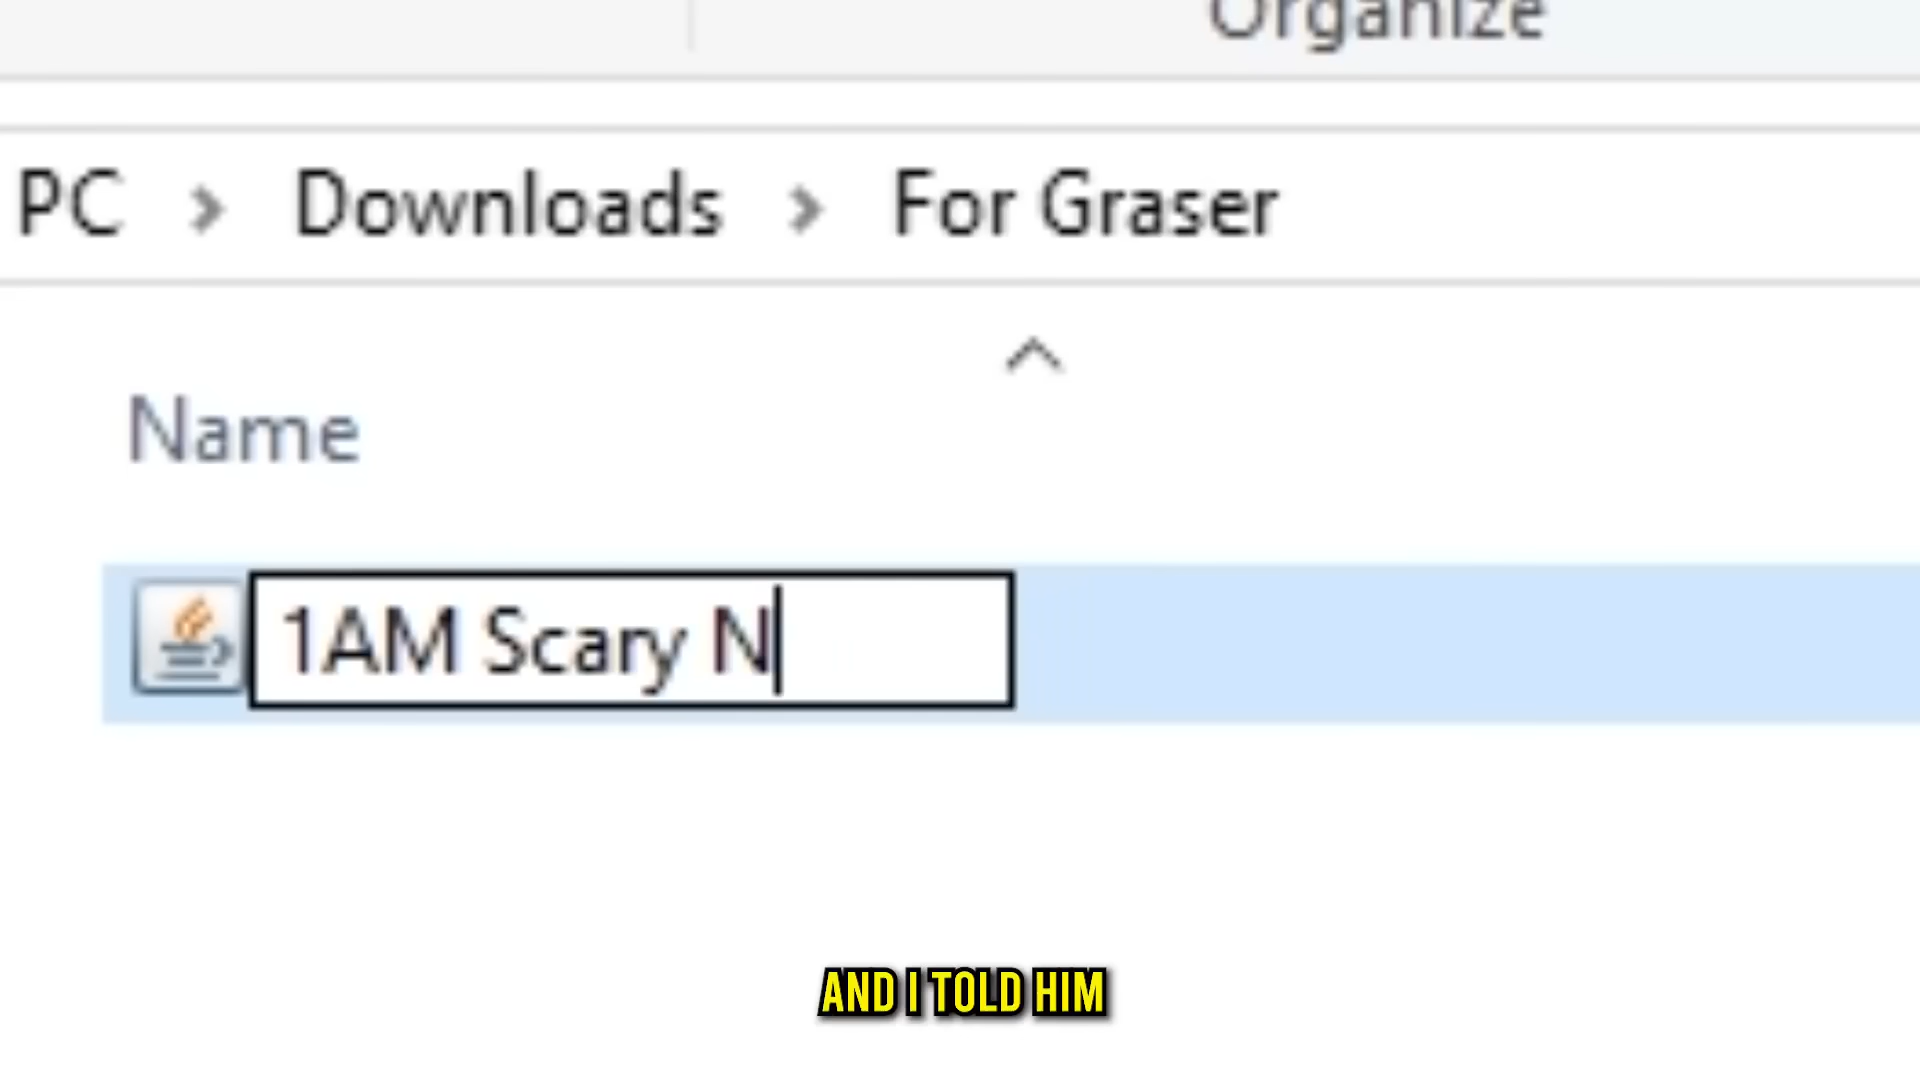 Organize
PC > Downloads > For Graser
Name
1AM Scary N
AND I TOLD HIM